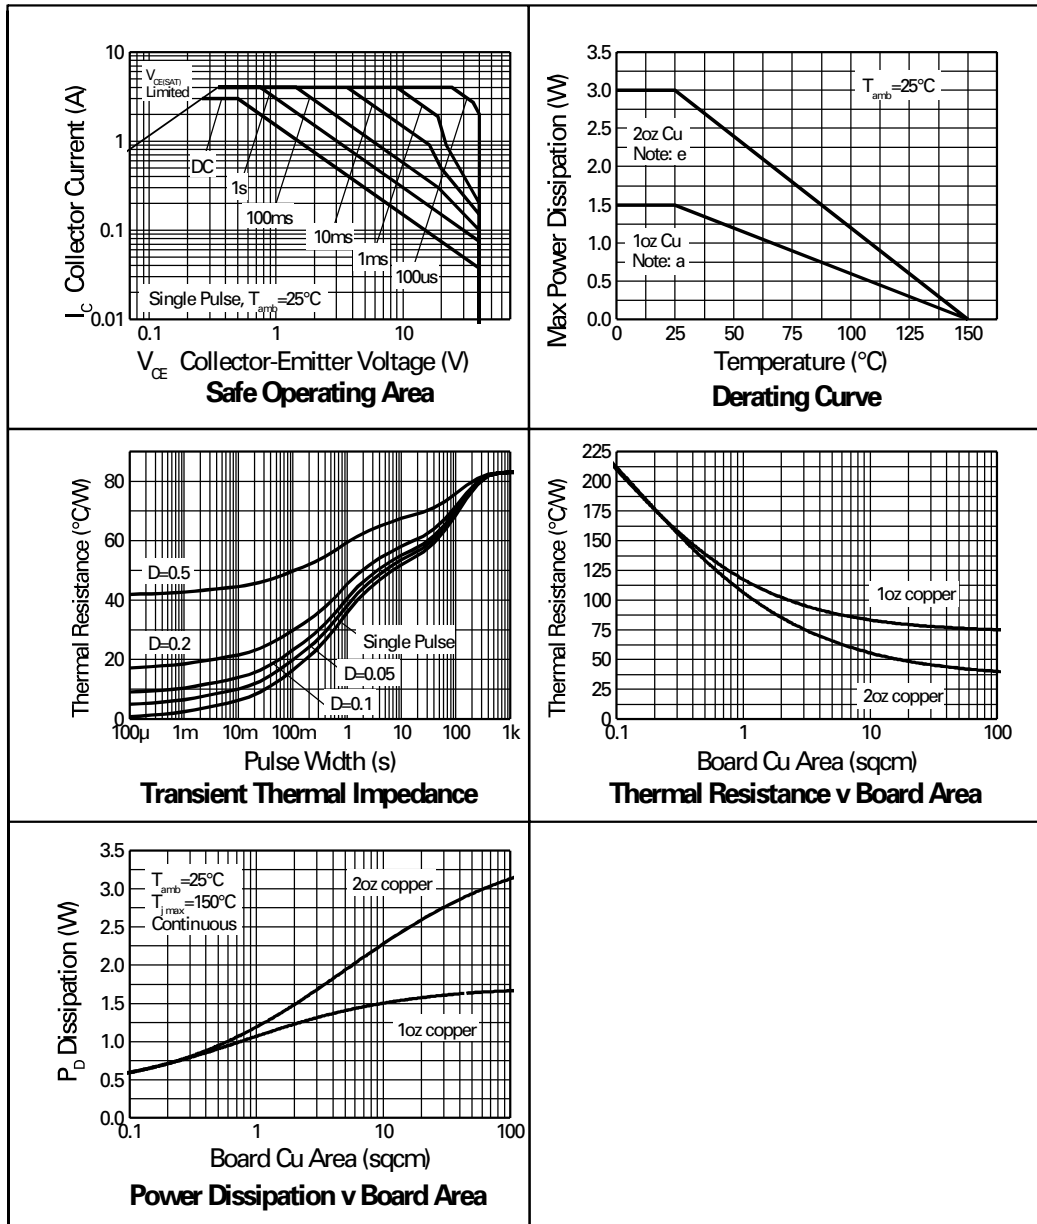 10
1
0.1
0.01
0.1
1
10
I_C Collector Current (A)
V_CE(SAT)
Limited
DC
1s
100ms
10ms
1ms
100us
Single Pulse, T_amb=25°C
V_CE Collector-Emitter Voltage (V)
Safe Operating Area
3.5
3.0
2.5
2.0
1.5
1.0
0.5
0.0
0
25
50
75
100
125
150
Max Power Dissipation (W)
T_amb=25°C
2oz Cu
Note: e
1oz Cu
Note: a
Temperature (°C)
Derating Curve
80
60
40
20
0
100µ
1m
10m
100m
1
10
100
1k
Thermal Resistance (°C/W)
D=0.5
D=0.2
Single Pulse
D=0.05
D=0.1
Pulse Width (s)
Transient Thermal Impedance
225
200
175
150
125
100
75
50
25
0
0.1
1
10
100
Thermal Resistance (°C/W)
1oz copper
2oz copper
Board Cu Area (sqcm)
Thermal Resistance v Board Area
3.5
3.0
2.5
2.0
1.5
1.0
0.5
0.0
0.1
1
10
100
P_D Dissipation (W)
T_amb=25°C
T_j max=150°C
Continuous
2oz copper
1oz copper
Board Cu Area (sqcm)
Power Dissipation v Board Area